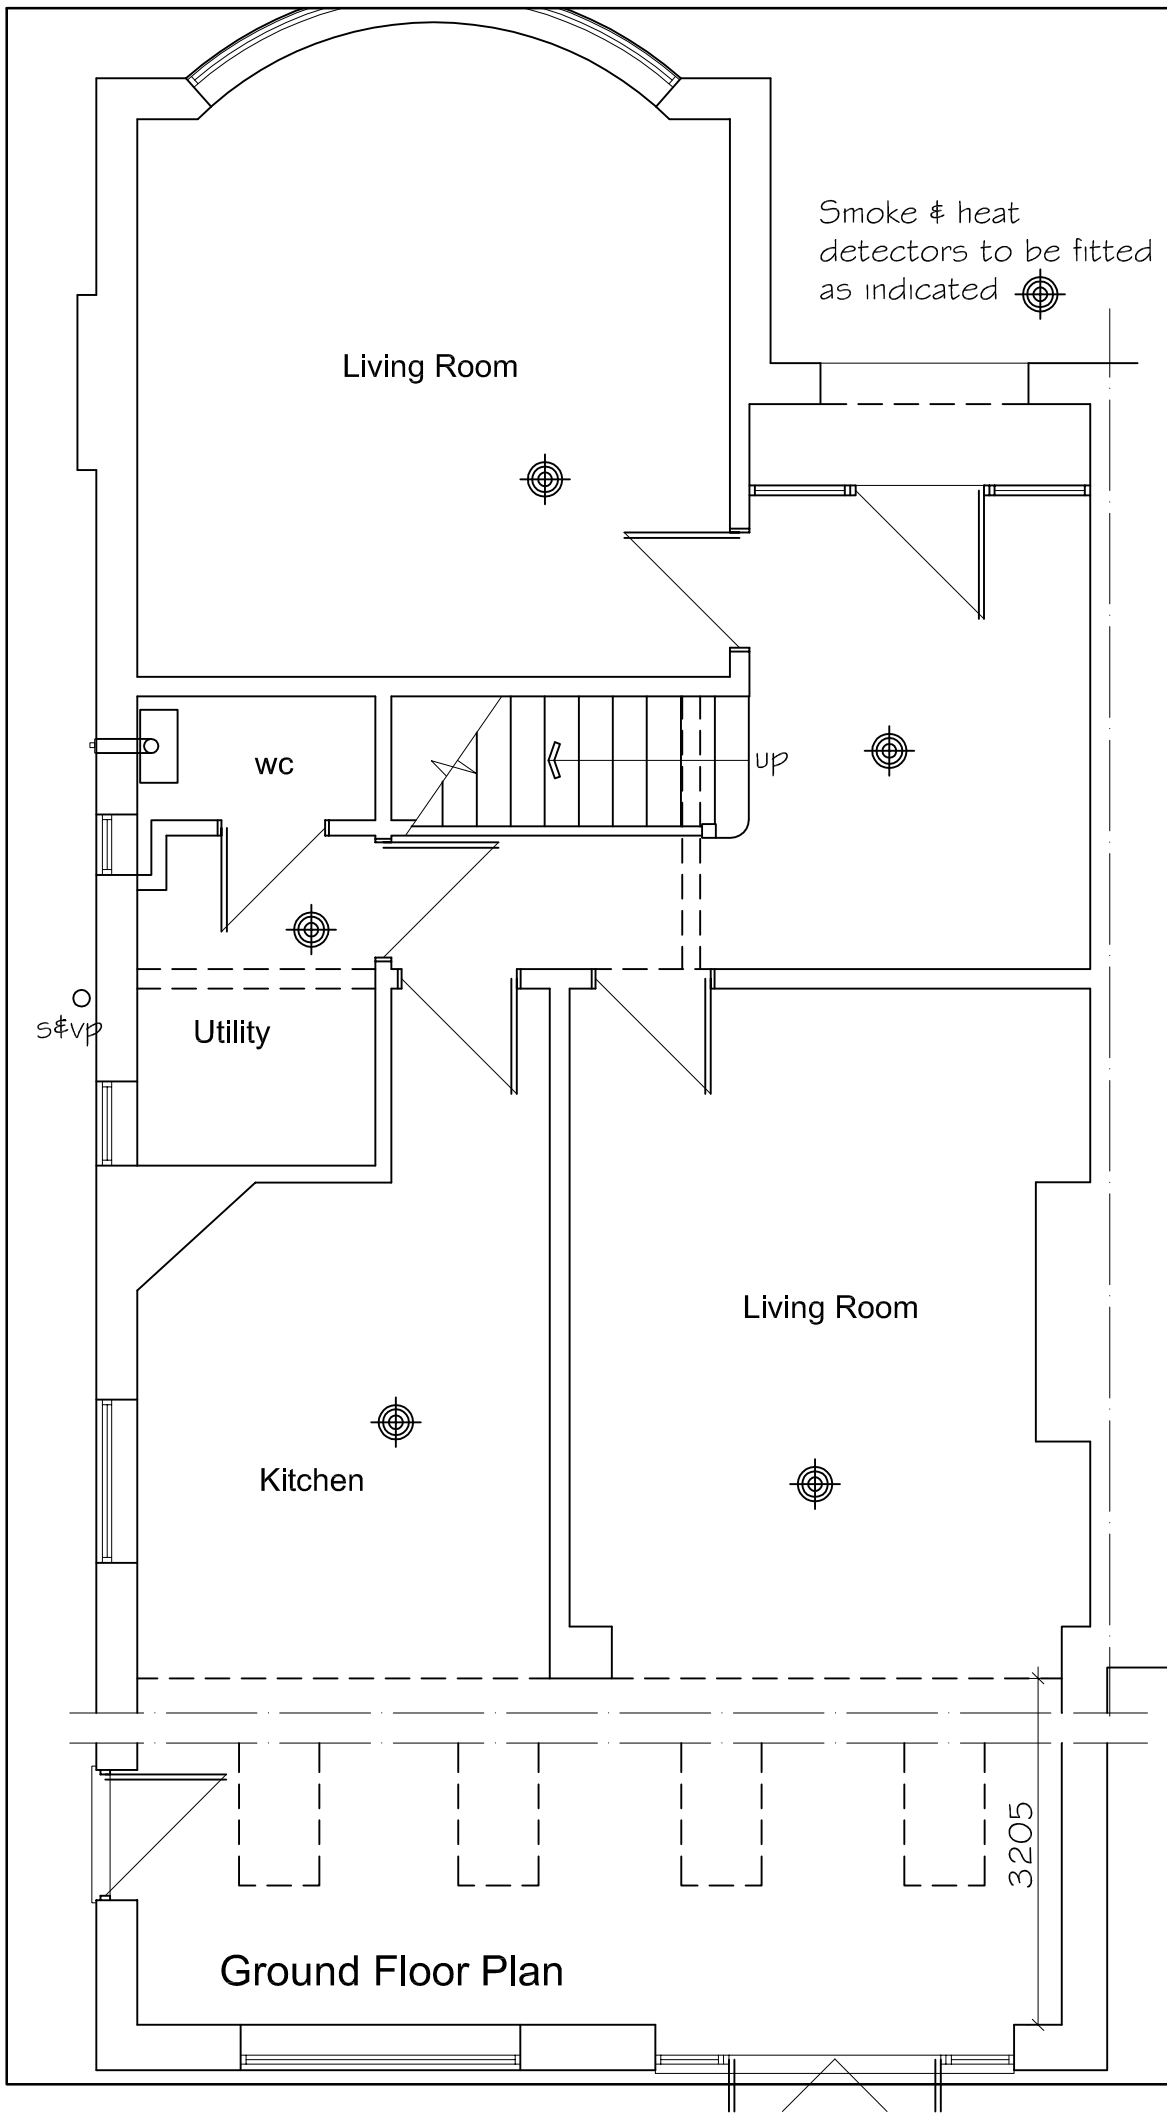 Smoke & heat
detectors to be fitted
as indicated
Living Room
wc
up
s&vp
Utility
Living Room
Kitchen
3205
Ground Floor Plan